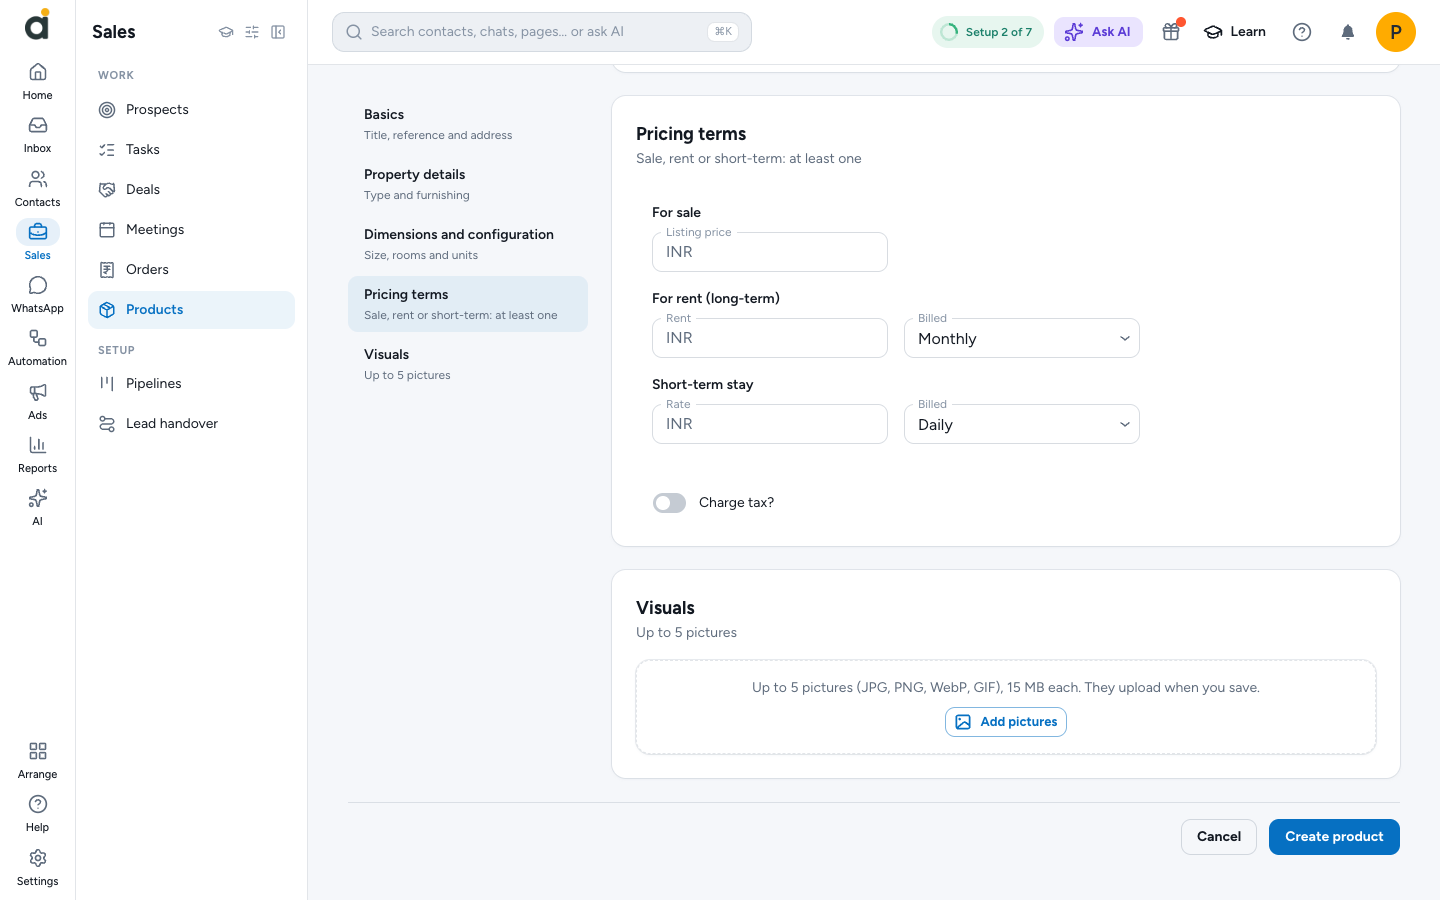 Sales
Search contacts, chats, pages... or ask AI
⌘K
Setup 2 of 7
Ask AI
Learn
P
Home
Inbox
Contacts
Sales
WhatsApp
Automation
Ads
Reports
AI
Arrange
Help
Settings
WORK
Prospects
Tasks
Deals
Meetings
Orders
Products
SETUP
Pipelines
Lead handover
Basics
Title, reference and address
Property details
Type and furnishing
Dimensions and configuration
Size, rooms and units
Pricing terms
Sale, rent or short-term: at least one
Visuals
Up to 5 pictures
Pricing terms
Sale, rent or short-term: at least one
For sale
Listing price
INR
For rent (long-term)
Rent
INR
Billed
Monthly
Short-term stay
Rate
INR
Billed
Daily
Charge tax?
Visuals
Up to 5 pictures
Up to 5 pictures (JPG, PNG, WebP, GIF), 15 MB each. They upload when you save.
Add pictures
Cancel
Create product